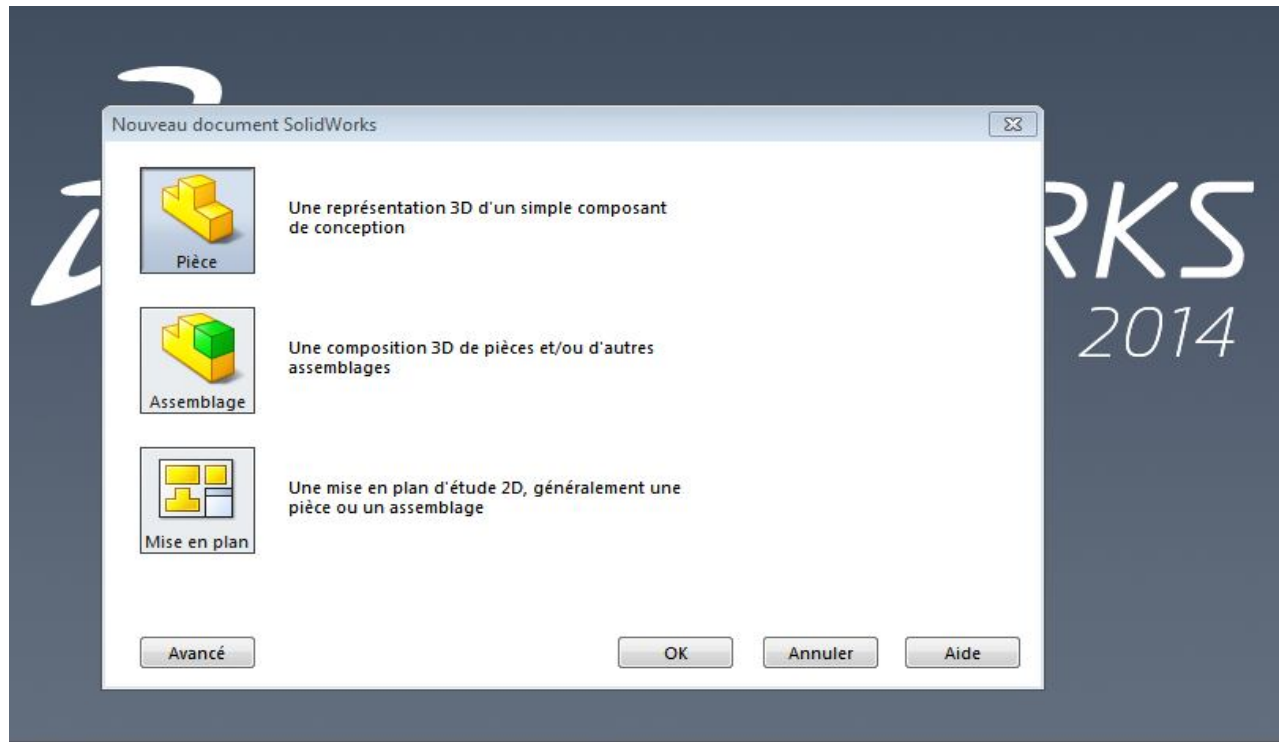 Nouveau document SolidWorks
Pièce
Une représentation 3D d'un simple composant
de conception
RKS
2014
Assemblage
Une composition 3D de pièces et/ou d'autres
assemblages
Mise en plan
Une mise en plan d'étude 2D, généralement une
pièce ou un assemblage
Avancé
OK
Annuler
Aide